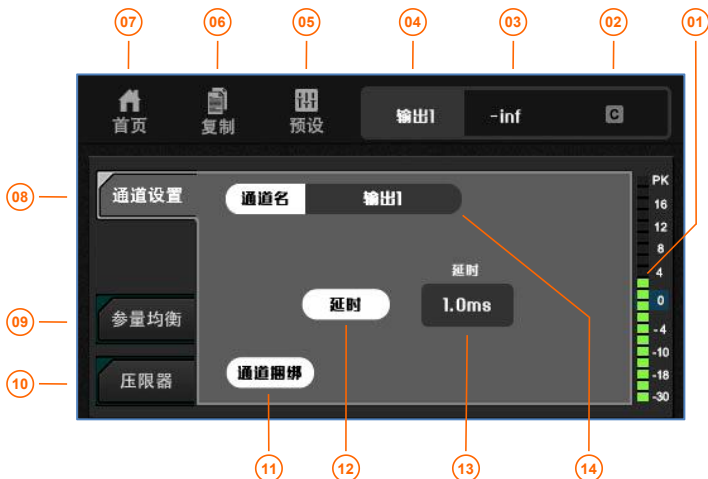 07 06 05 04 03 02 01
首页 复制 预设 输出1 -inf C
08 通道设置 通道名 输出1 PK
16
12
8
延时 4
延时 1.0ms 0
09 参量均衡 -4
-10
10 压限器 通道捆绑 -18
-30
11 12 13 14